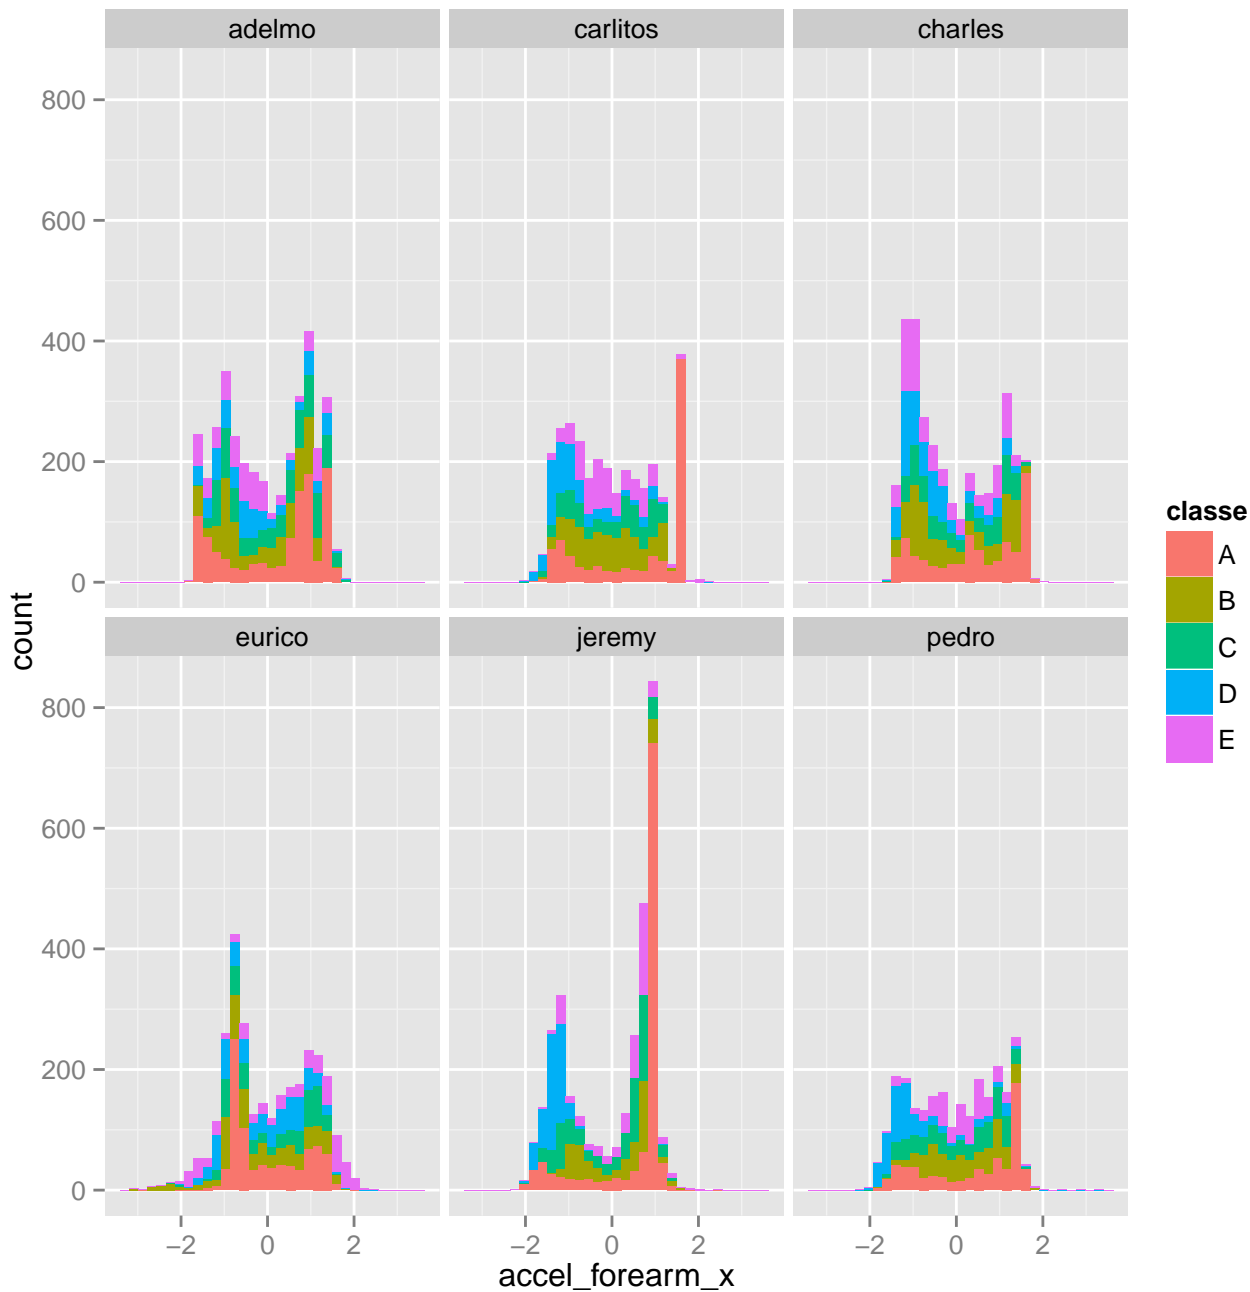 adelmo carlitos charles
800
600
400
200
0
eurico jeremy pedro
800
600
400
200
0
−2 0 2 −2 0 2 −2 0 2
accel_forearm_x
count
classe
A
B
C
D
E